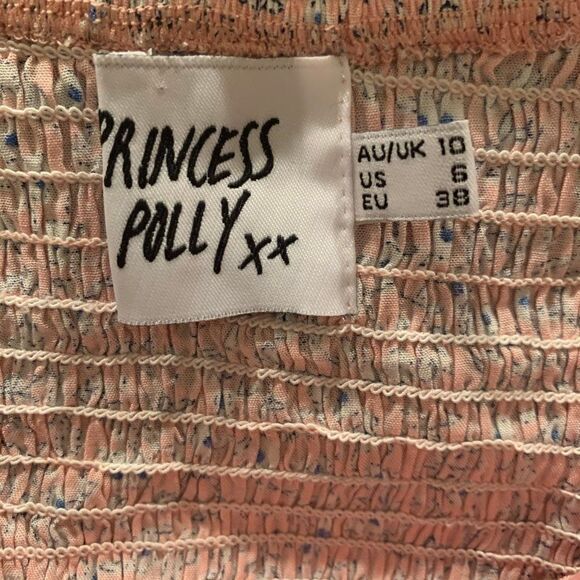 PRINCESS
POLLY xx
AU/UK 10
US 6
EU 38